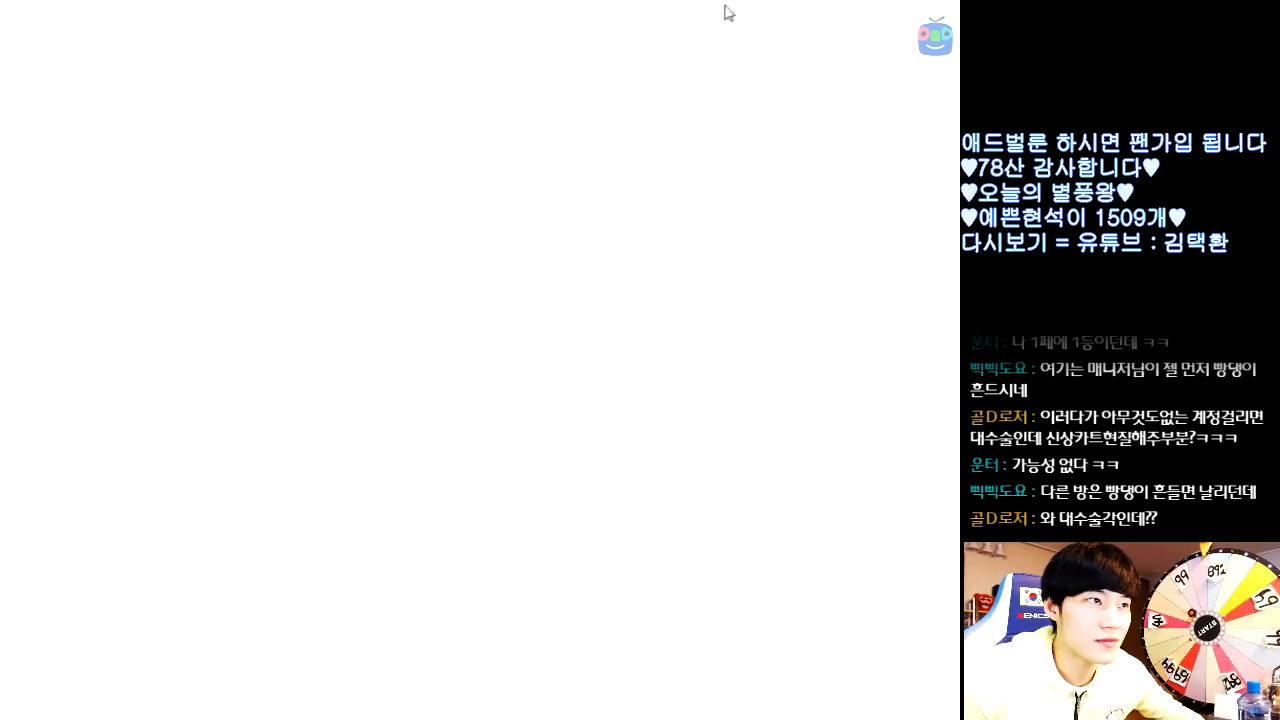 애드벌룬 하시면 팬가입 됩니다
♥78산 감사합니다♥
♥오늘의 별풍왕♥
♥예쁜현석이 1509개♥
다시보기 = 유튜브 : 김택환
운터 : 나 1페에 1등이던데 ㅋㅋ
삑삑도요 : 여기는 매니저님이 젤 먼저 빵댕이
흔드시네
골D로저 : 이러다가 아무것도없는 계정걸리면
대수술인데 신상카트현질해주부분?ㅋㅋㅋ
운터 : 가능성 없다 ㅋㅋ
삑삑도요 : 다른 방은 빵댕이 흔들면 날리던데
골D로저 : 와 대수술각인데??
99
892
64
START
6969
282
XENICS